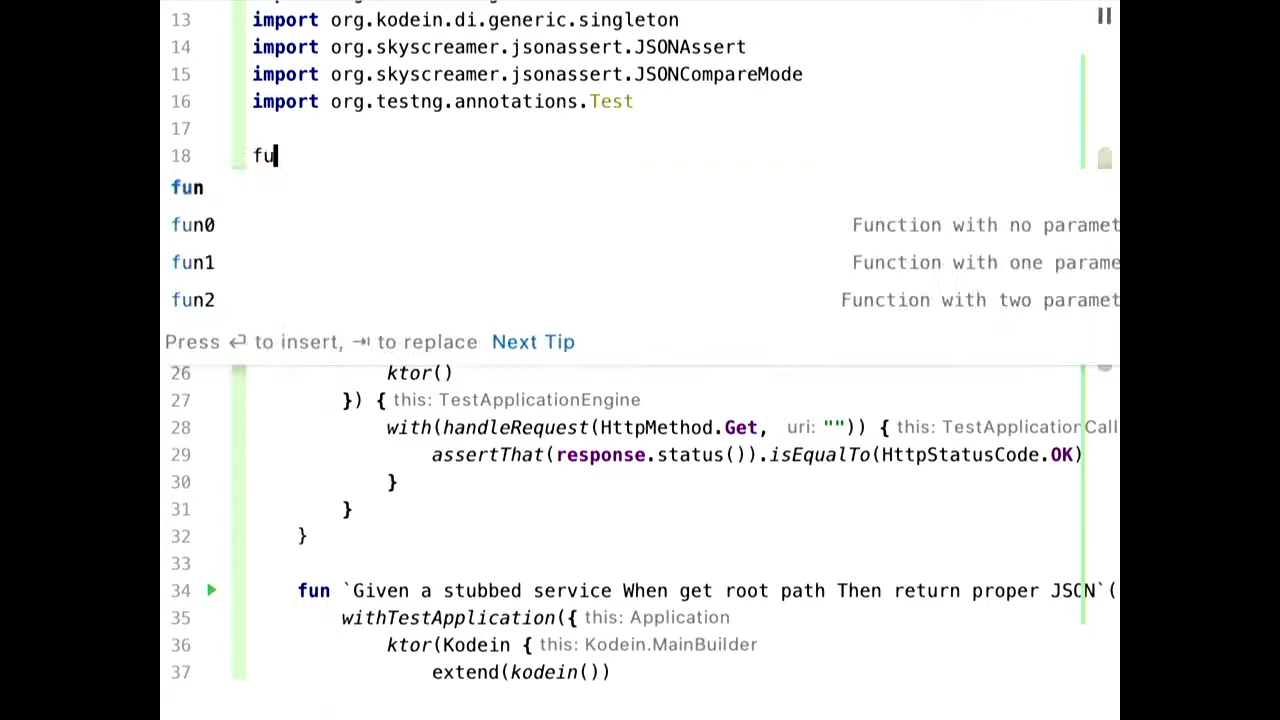 13 import org.kodein.di.generic.singleton
14 import org.skyscreamer.jsonassert.JSONAssert
15 import org.skyscreamer.jsonassert.JSONCompareMode
16 import org.testng.annotations.Test
17
18 fu
fun
fun0 Function with no paramet
fun1 Function with one parame
fun2 Function with two paramet
Press ⏎ to insert, ⇥ to replace Next Tip
26 ktor()
27 }) { this: TestApplicationEngine
28 with(handleRequest(HttpMethod.Get, uri: "")) { this: TestApplicationCall
29 assertThat(response.status()).isEqualTo(HttpStatusCode.OK)
30 }
31 }
32 }
33
34 fun `Given a stubbed service When get root path Then return proper JSON`(
35 withTestApplication({ this: Application
36 ktor(Kodein { this: Kodein.MainBuilder
37 extend(kodein())